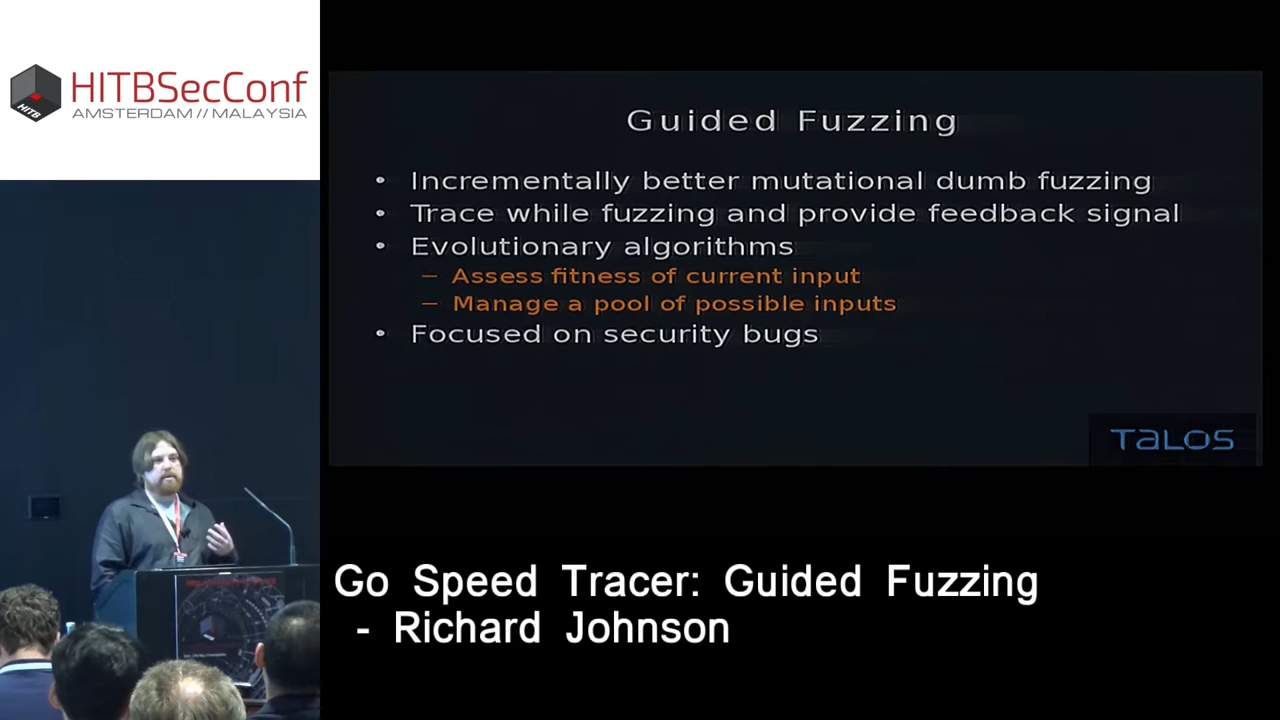 HITBSecConf
AMSTERDAM // MALAYSIA
HITB
Guided Fuzzing
• Incrementally better mutational dumb fuzzing
• Trace while fuzzing and provide feedback signal
• Evolutionary algorithms
– Assess fitness of current input
– Manage a pool of possible inputs
• Focused on security bugs
TALOS
Go Speed Tracer: Guided Fuzzing
- Richard Johnson